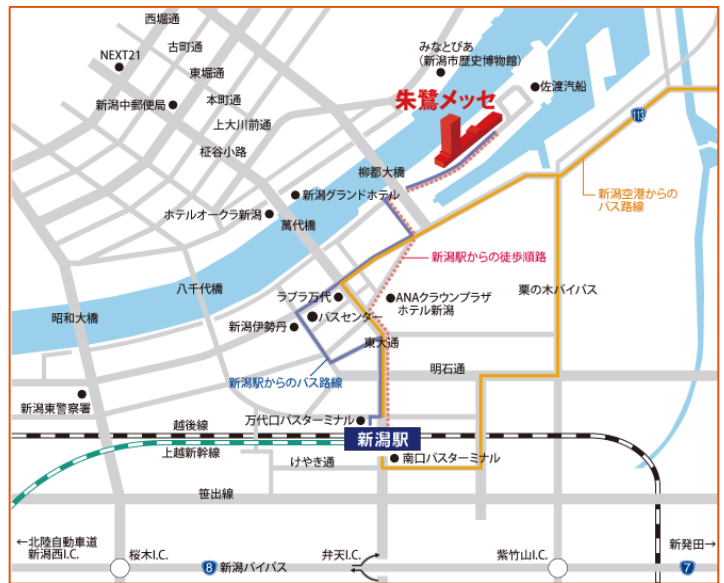 西堀通
NEXT21
古町通
東堀通
みなとぴあ
(新潟市歴史博物館)
佐渡汽船
新潟中郵便局
本町通
朱鷺メッセ
上大川前通
113
柾谷小路
柳都大橋
新潟グランドホテル
新潟空港からの
バス路線
ホテルオークラ新潟
萬代橋
新潟駅からの徒歩順路
八千代橋
栗の木バイパス
ラブラ万代
ANAクラウンプラザ
ホテル新潟
昭和大橋
バスセンター
新潟伊勢丹
東大通
明石通
新潟駅からのバス路線
新潟東警察署
万代口バスターミナル
越後線
新潟駅
上越新幹線
けやき通
南口バスターミナル
笹出線
←北陸自動車道
新潟西I.C.
桜木I.C.
弁天I.C.
紫竹山I.C.
新発田→
8
新潟バイパス
7